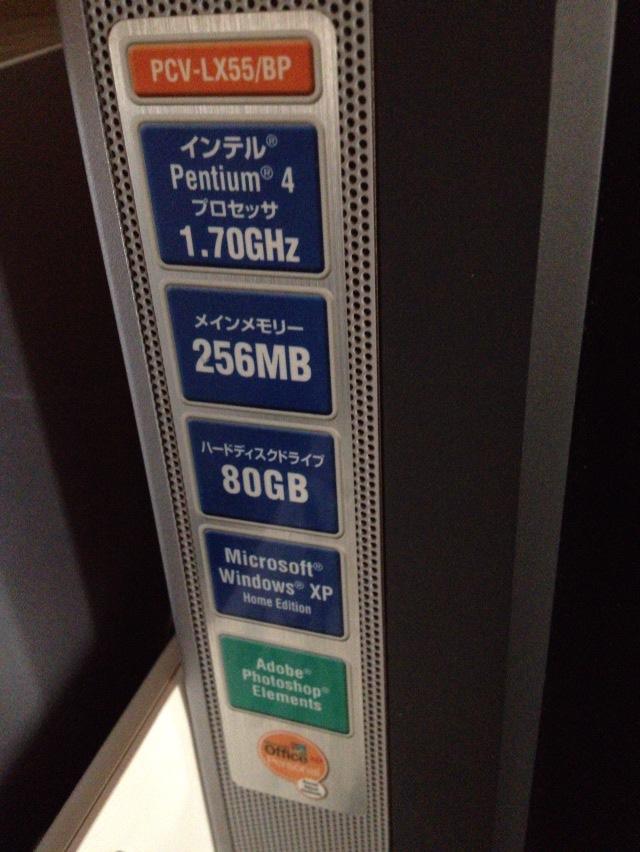 PCV-LX55/BP
インテル®
Pentium® 4
プロセッサ
1.70GHz
メインメモリー
256MB
ハードディスクドライブ
80GB
Microsoft®
Windows® XP
Home Edition
Adobe®
Photoshop®
Elements
Office
Personal